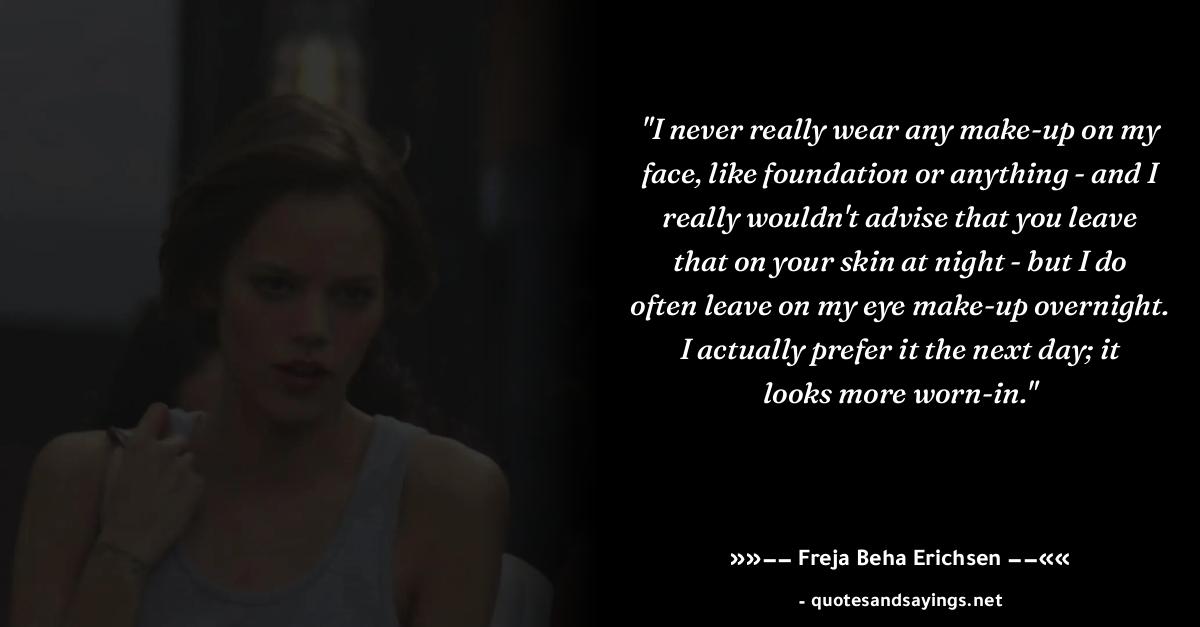 "I never really wear any make-up on my
face, like foundation or anything - and I
really wouldn't advise that you leave
that on your skin at night - but I do
often leave on my eye make-up overnight.
I actually prefer it the next day; it
looks more worn-in."
»»−− Freja Beha Erichsen −−««
- quotesandsayings.net